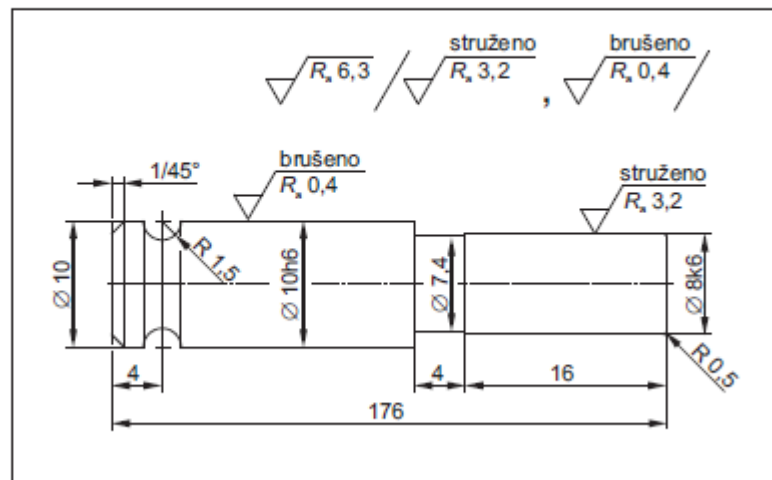 struženo
brušeno
Rₐ 6,3
Rₐ 3,2
,
Rₐ 0,4
1/45°
brušeno
Rₐ 0,4
struženo
Rₐ 3,2
R 1,5
∅ 10
∅ 10h6
∅ 7,4
∅ 8k6
R 0,5
4
4
16
176